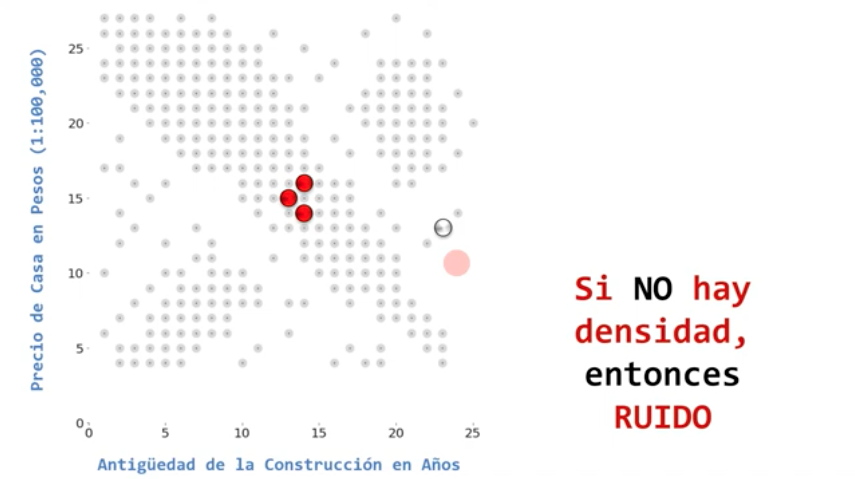 Precio de Casa en Pesos (1:100,000)
25
20
15
10
5
0
0 5 10 15 20 25
Antigüedad de la Construcción en Años
Si NO hay
densidad,
entonces
RUIDO